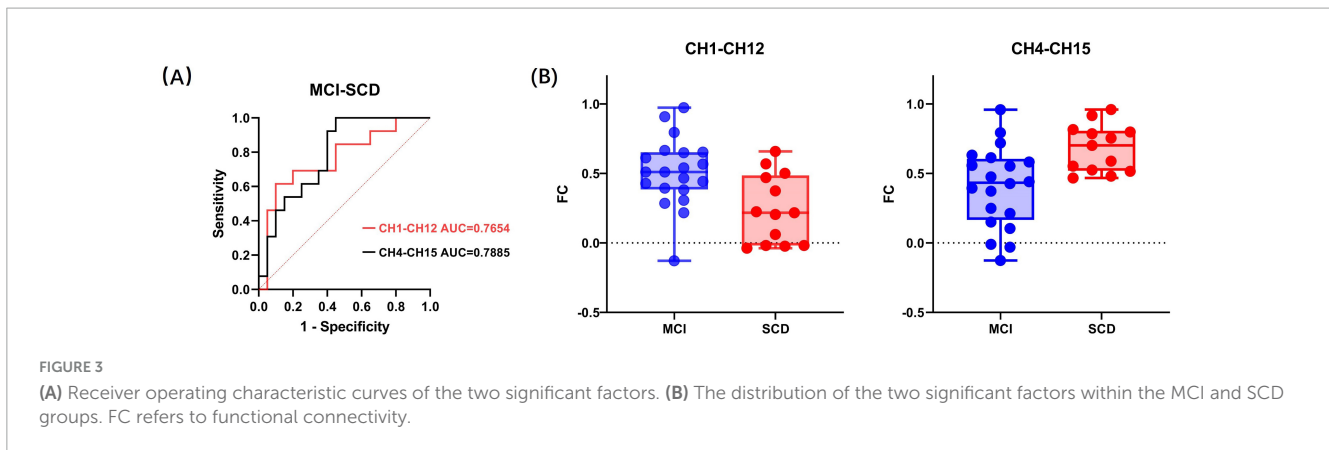 (A)
MCI-SCD
Sensitivity
1.0
0.8
0.6
0.4
0.2
0.0
CH1-CH12 AUC=0.7654
CH4-CH15 AUC=0.7885
0.0 0.2 0.4 0.6 0.8 1.0
1 - Specificity
(B)
CH1-CH12
FC
1.0
0.5
0.0
-0.5
MCI SCD
CH4-CH15
FC
1.0
0.5
0.0
-0.5
MCI SCD
FIGURE 3
(A) Receiver operating characteristic curves of the two significant factors. (B) The distribution of the two significant factors within the MCI and SCD
groups. FC refers to functional connectivity.